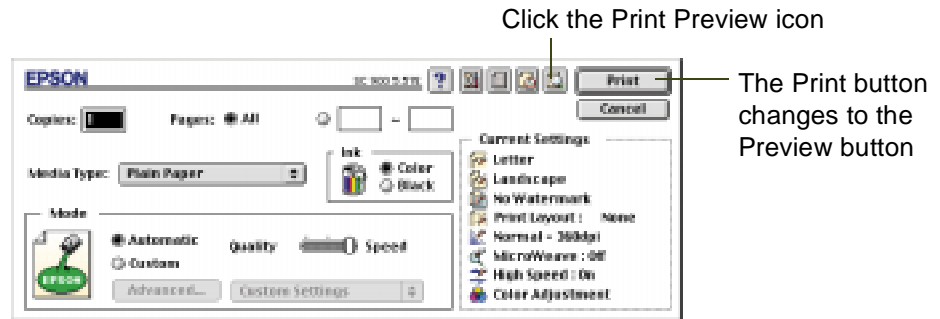 Click the Print Preview icon
EPSON
Print
The Print button
changes to the
Preview button
Cancel
Copies: 1 Pages: All -
Media Type: Plain Paper
Ink
Color
Black
Mode
Automatic
Custom
Quality Speed
EPSON
Advanced... Custom Settings
Current Settings
Letter
Landscape
No Watermark
Print Layout : None
Normal - 360dpi
MicroWeave : Off
High Speed : On
Color Adjustment